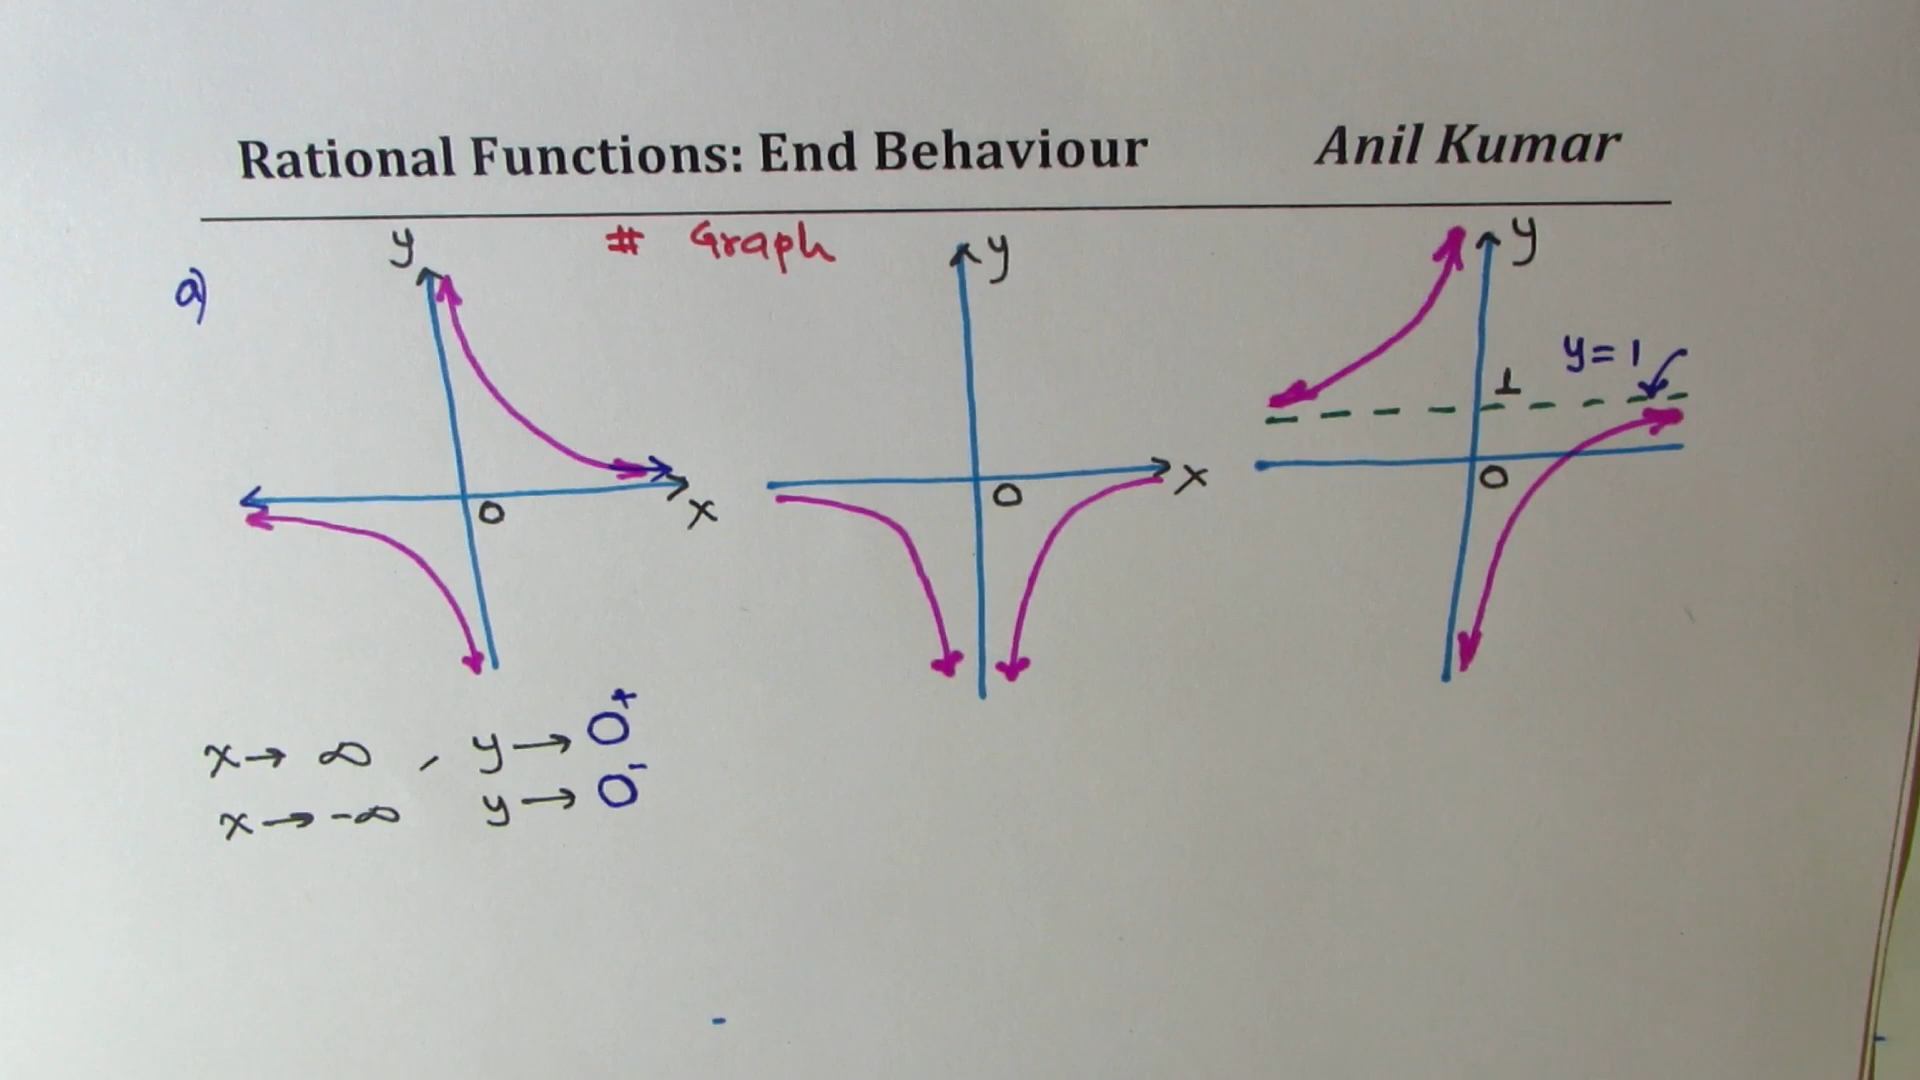 Rational Functions: End Behaviour Anil Kumar
# Graph
a)
y
x
0
y
x
0
y
y = 1
1
0
x → ∞ , y → 0⁺
x → -∞ y → 0⁻